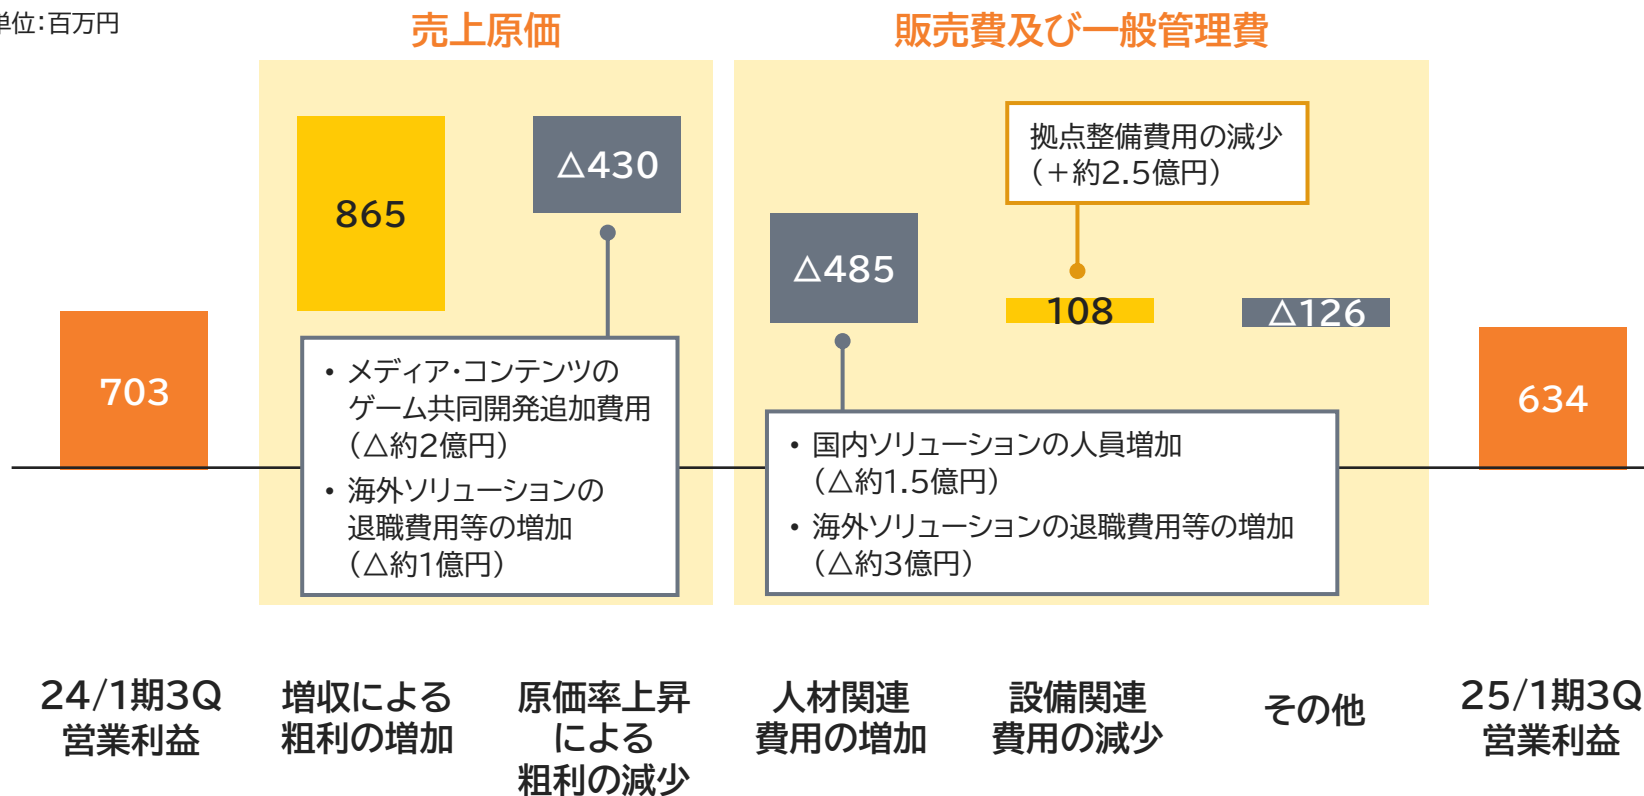 単位：百万円
売上原価
販売費及び一般管理費
703
865
△430
△485
拠点整備費用の減少
（＋約2.5億円）
108
△126
634
・メディア・コンテンツの
ゲーム共同開発追加費用
（△約2億円）
・海外ソリューションの
退職費用等の増加
（△約1億円）
・国内ソリューションの人員増加
（△約1.5億円）
・海外ソリューションの退職費用等の増加
（△約3億円）
24/1期3Q
営業利益
増収による
粗利の増加
原価率上昇
による
粗利の減少
人材関連
費用の増加
設備関連
費用の減少
その他
25/1期3Q
営業利益